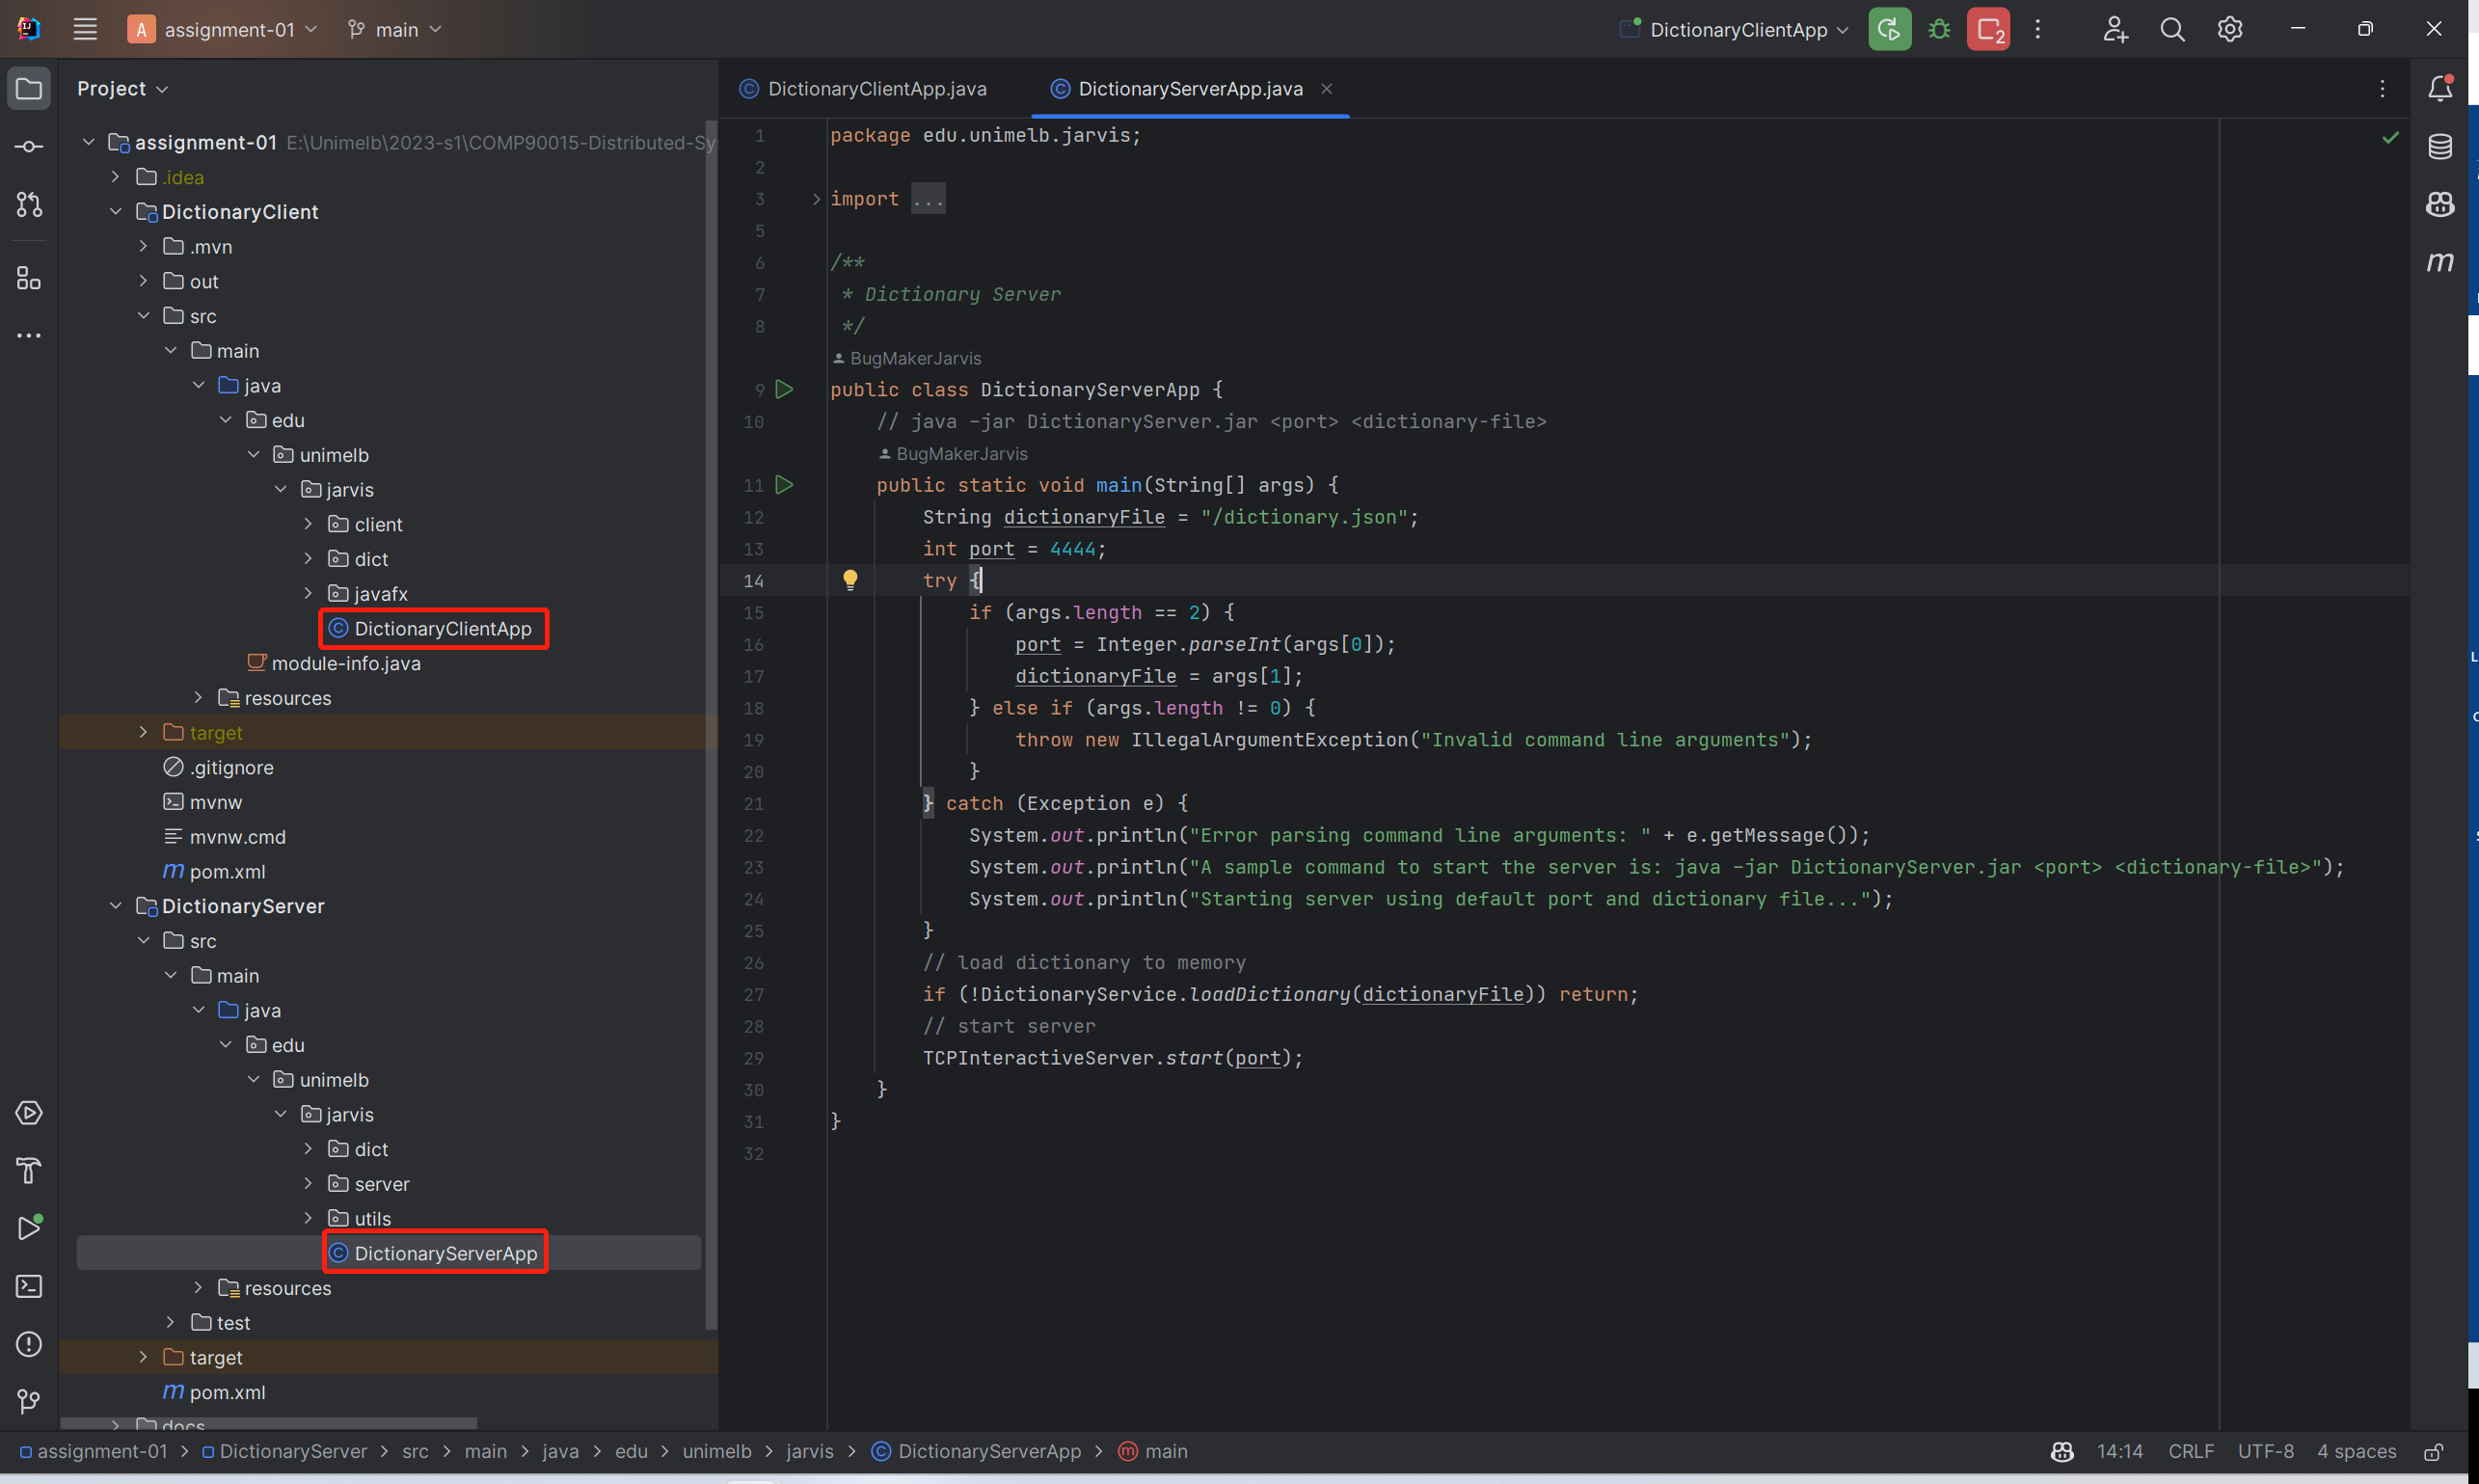 A assignment-01 main DictionaryClientApp 2
Project
assignment-01 E:\Unimelb\2023-s1\COMP90015-Distributed-Sy
.idea
DictionaryClient
.mvn
out
src
main
java
edu
unimelb
jarvis
client
dict
javafx
DictionaryClientApp
module-info.java
resources
target
.gitignore
mvnw
mvnw.cmd
pom.xml
DictionaryServer
src
main
java
edu
unimelb
jarvis
dict
server
utils
DictionaryServerApp
resources
test
target
pom.xml
docs
DictionaryClientApp.java DictionaryServerApp.java
1 package edu.unimelb.jarvis;
2
3 import ...
5
6 /**
7 * Dictionary Server
8 */
BugMakerJarvis
9 public class DictionaryServerApp {
10 // java -jar DictionaryServer.jar <port> <dictionary-file>
BugMakerJarvis
11 public static void main(String[] args) {
12 String dictionaryFile = "/dictionary.json";
13 int port = 4444;
14 try {
15 if (args.length == 2) {
16 port = Integer.parseInt(args[0]);
17 dictionaryFile = args[1];
18 } else if (args.length != 0) {
19 throw new IllegalArgumentException("Invalid command line arguments");
20 }
21 } catch (Exception e) {
22 System.out.println("Error parsing command line arguments: " + e.getMessage());
23 System.out.println("A sample command to start the server is: java -jar DictionaryServer.jar <port> <dictionary-file>");
24 System.out.println("Starting server using default port and dictionary file...");
25 }
26 // load dictionary to memory
27 if (!DictionaryService.loadDictionary(dictionaryFile)) return;
28 // start server
29 TCPInteractiveServer.start(port);
30 }
31 }
32
assignment-01 > DictionaryServer > src > main > java > edu > unimelb > jarvis > DictionaryServerApp > main 14:14 CRLF UTF-8 4 spaces